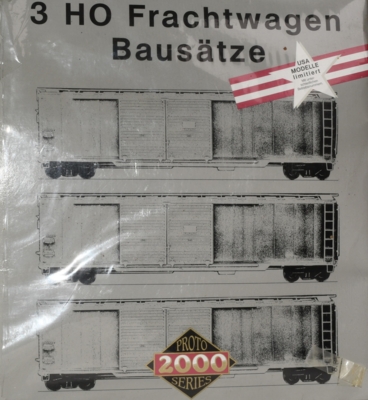 3 HO Frachtwagen
Bausätze
USA
MODELLE
limitiert
PROTO
2000
SERIES